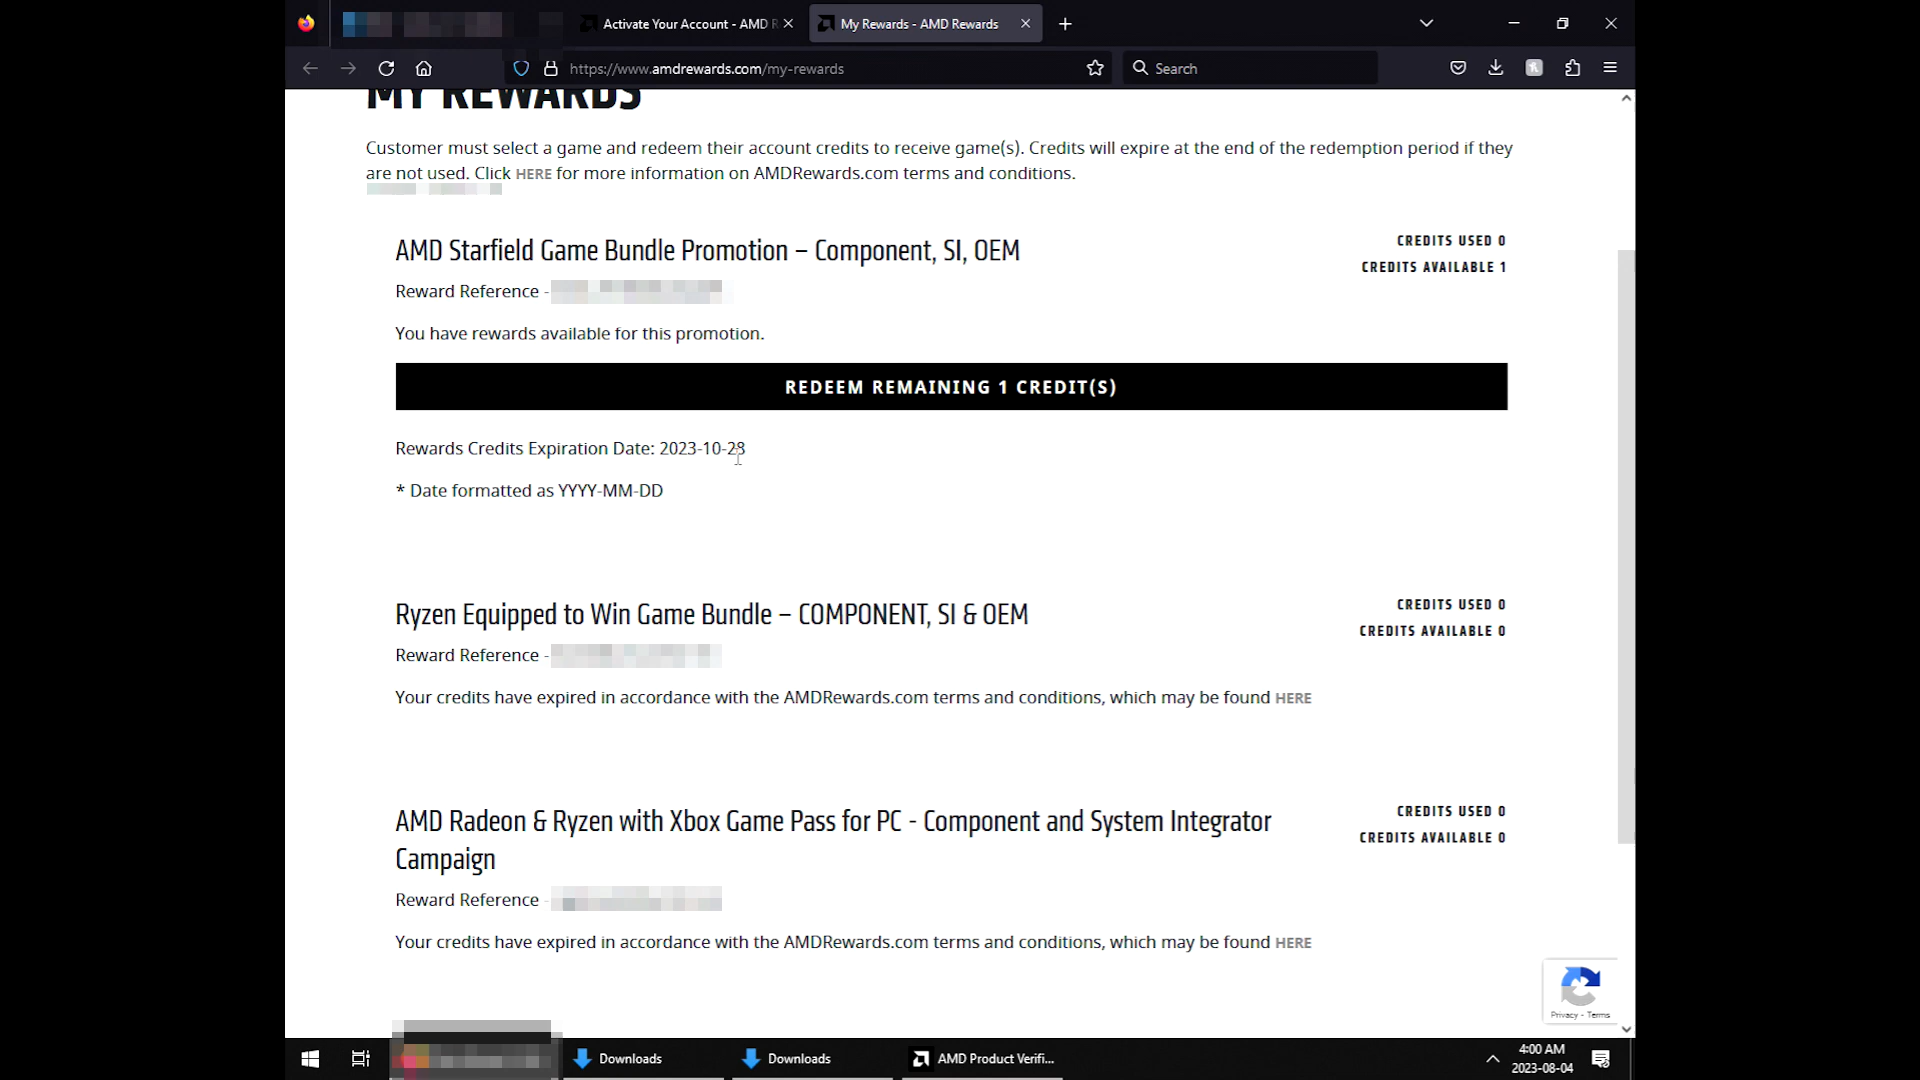 Activate Your Account - AMD R
My Rewards - AMD Rewards
https://www.amdrewards.com/my-rewards
Search
MY REWARDS
Customer must select a game and redeem their account credits to receive game(s). Credits will expire at the end of the redemption period if they
are not used. Click HERE for more information on AMDRewards.com terms and conditions.
AMD Starfield Game Bundle Promotion – Component, SI, OEM
CREDITS USED 0
CREDITS AVAILABLE 1
Reward Reference -
You have rewards available for this promotion.
REDEEM REMAINING 1 CREDIT(S)
Rewards Credits Expiration Date: 2023-10-28
* Date formatted as YYYY-MM-DD
Ryzen Equipped to Win Game Bundle – COMPONENT, SI & OEM
CREDITS USED 0
CREDITS AVAILABLE 0
Reward Reference -
Your credits have expired in accordance with the AMDRewards.com terms and conditions, which may be found HERE
AMD Radeon & Ryzen with Xbox Game Pass for PC - Component and System Integrator
Campaign
CREDITS USED 0
CREDITS AVAILABLE 0
Reward Reference -
Your credits have expired in accordance with the AMDRewards.com terms and conditions, which may be found HERE
Privacy - Terms
Downloads
Downloads
AMD Product Verifi...
4:00 AM
2023-08-04